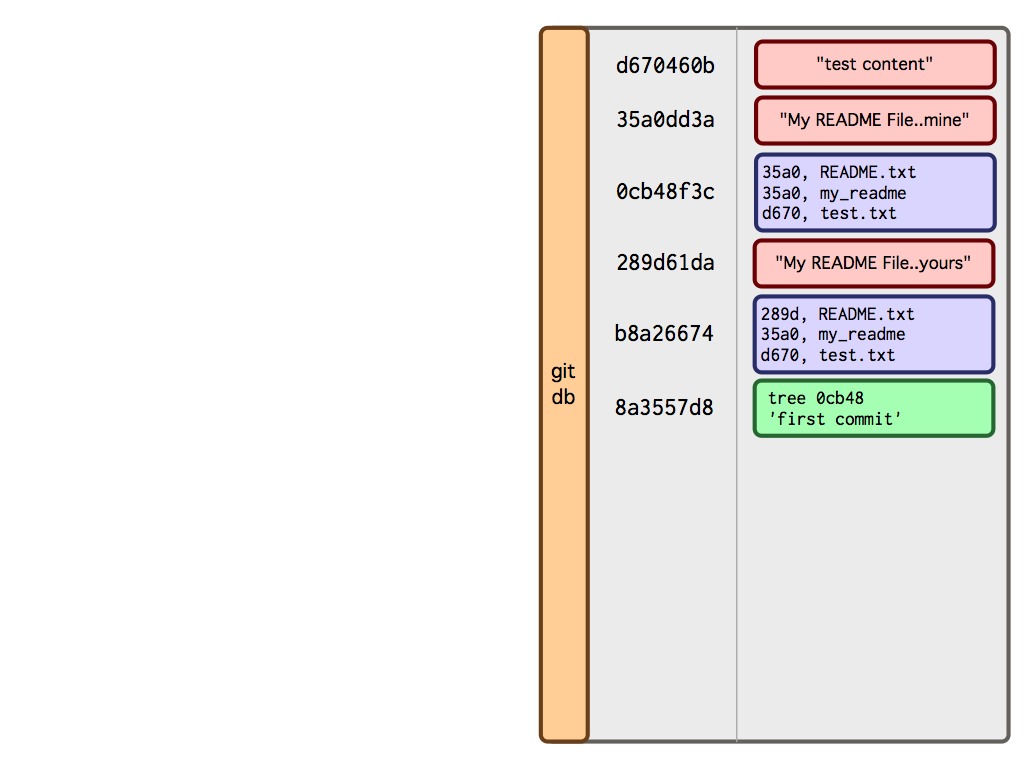 d670460b
"test content"
35a0dd3a
"My README File..mine"
0cb48f3c
35a0, README.txt
35a0, my_readme
d670, test.txt
289d61da
"My README File..yours"
b8a26674
289d, README.txt
35a0, my_readme
d670, test.txt
git
db
8a3557d8
tree 0cb48
'first commit'